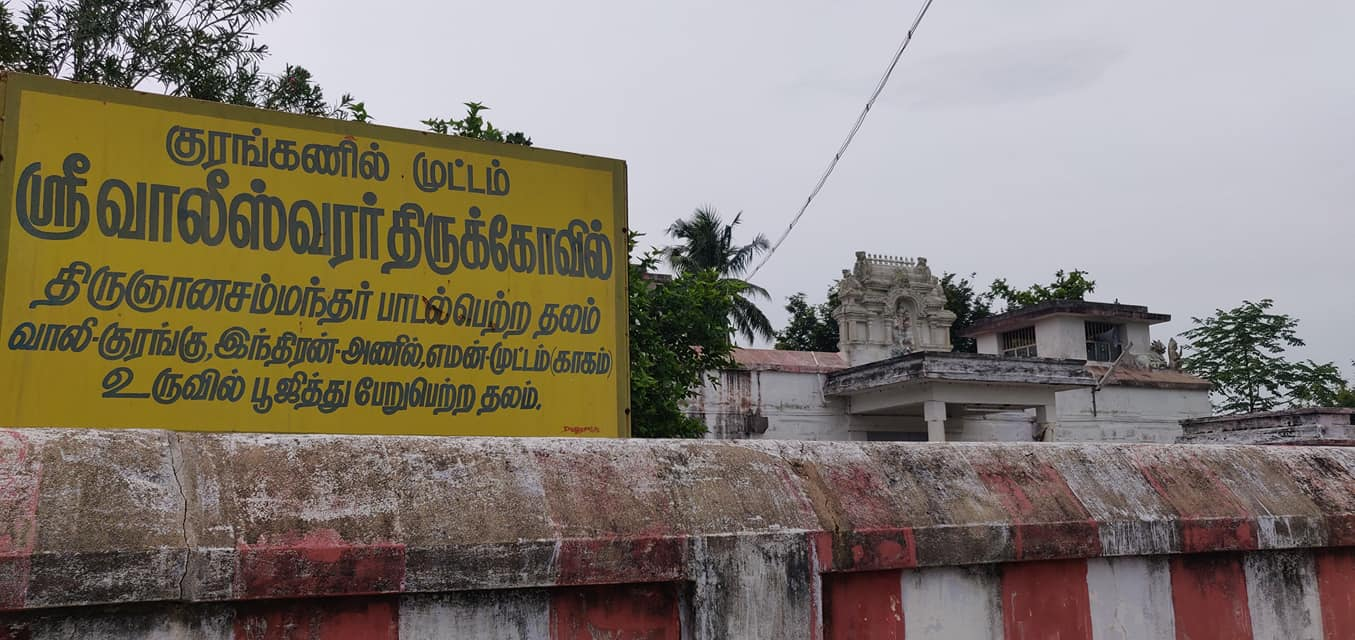 குரங்கணில் முட்டம்
ஸ்ரீ வாலீஸ்வரர் திருக்கோவில்
திருஞானசம்மந்தர் பாடல்பெற்ற தலம்
வாலி-குரங்கு,இந்திரன்-அணில்,எமன்-முட்டம்(காகம்)
உருவில் பூஜித்து பேறுபெற்ற தலம்.